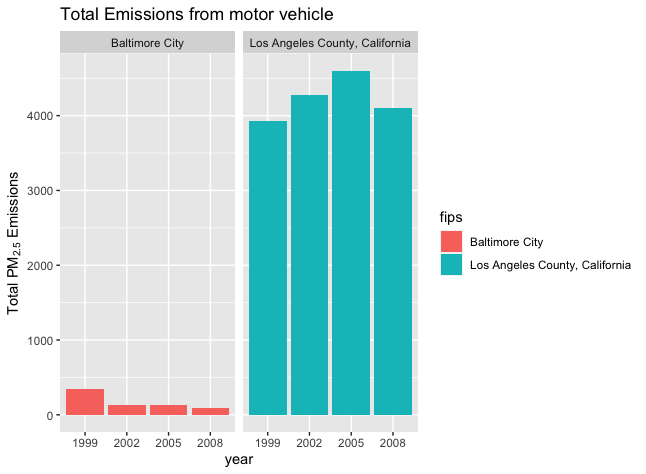 Total Emissions from motor vehicle
Baltimore City
Los Angeles County, California
Total PM2.5 Emissions
4000
3000
2000
1000
0
1999 2002 2005 2008
1999 2002 2005 2008
year
fips
Baltimore City
Los Angeles County, California